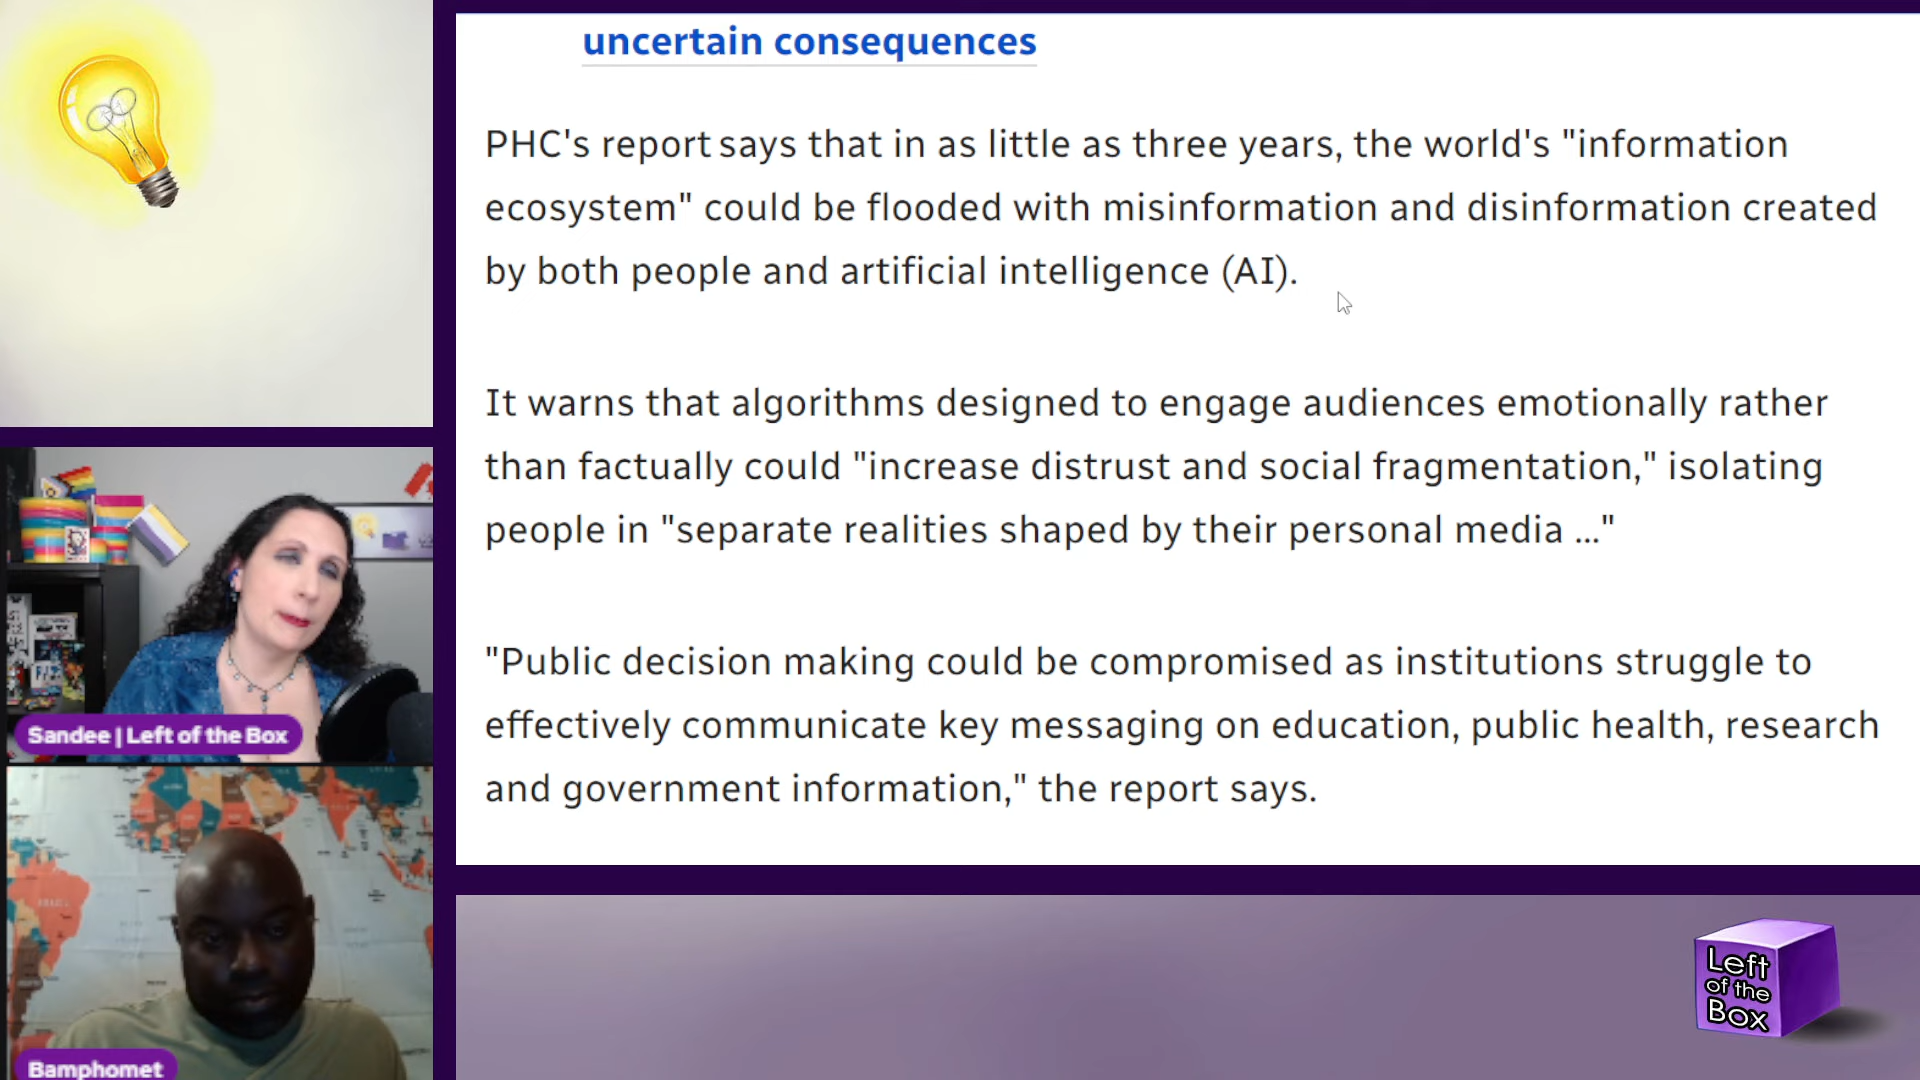 uncertain consequences
PHC's report says that in as little as three years, the world's "information
ecosystem" could be flooded with misinformation and disinformation created
by both people and artificial intelligence (AI).
It warns that algorithms designed to engage audiences emotionally rather
than factually could "increase distrust and social fragmentation," isolating
people in "separate realities shaped by their personal media ..."
"Public decision making could be compromised as institutions struggle to
effectively communicate key messaging on education, public health, research
and government information," the report says.
Sandee | Left of the Box
Bamphomet
Left
of the
Box